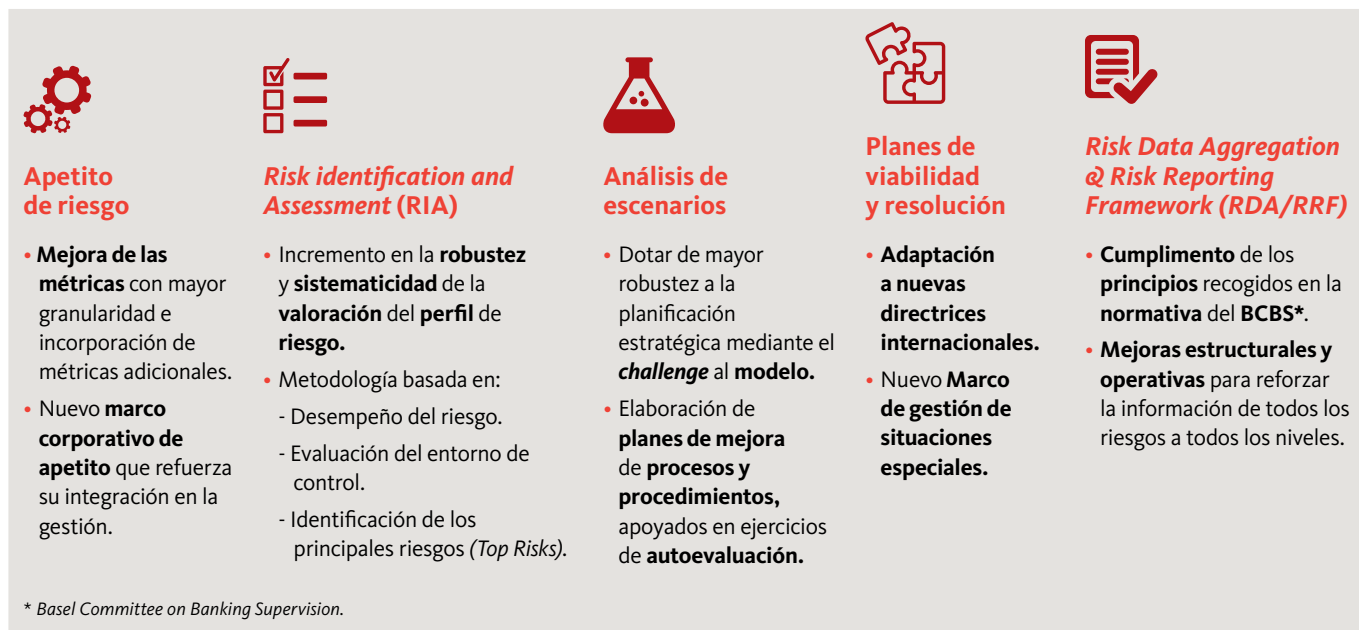 Apetito
de riesgo
• Mejora de las
métricas con mayor
granularidad e
incorporación de
métricas adicionales.
• Nuevo marco
corporativo de
apetito que refuerza
su integración en la
gestión.
Risk identification and
Assessment (RIA)
• Incremento en la robustez
y sistematicidad de la
valoración del perfil de
riesgo.
• Metodología basada en:
- Desempeño del riesgo.
- Evaluación del entorno de
control.
- Identificación de los
principales riesgos (Top Risks).
Análisis de
escenarios
• Dotar de mayor
robustez a la
planificación
estratégica mediante el
challenge al modelo.
• Elaboración de
planes de mejora
de procesos y
procedimientos,
apoyados en ejercicios
de autoevaluación.
Planes de
viabilidad
y resolución
• Adaptación
a nuevas
directrices
internacionales.
• Nuevo Marco
de gestión de
situaciones
especiales.
Risk Data Aggregation
& Risk Reporting
Framework (RDA/RRF)
• Cumplimento de los
principios recogidos en la
normativa del BCBS*.
• Mejoras estructurales y
operativas para reforzar
la información de todos los
riesgos a todos los niveles.
* Basel Committee on Banking Supervision.